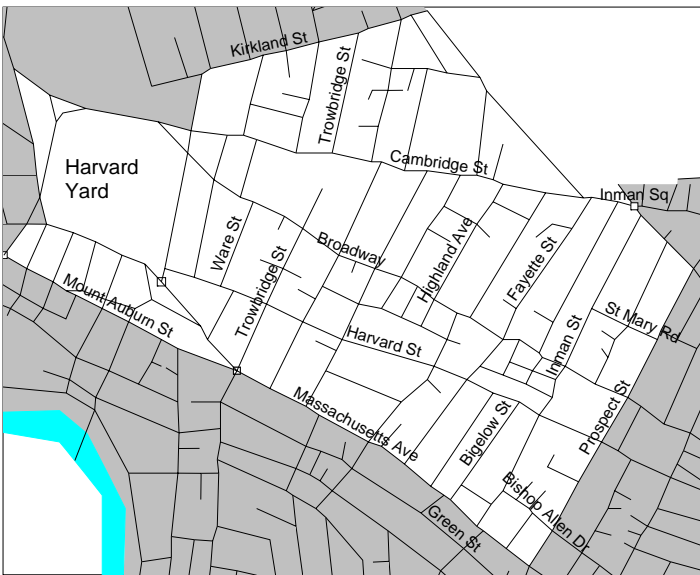 Kirkland St
Trowbridge St
Harvard
Yard
Cambridge St
Inman Sq
Ware St
Highland Ave
Broadway
Fayette St
Trowbridge St
Mount Auburn St
St Mary Rd
Harvard St
Inman St
Massachusetts Ave
Bigelow St
Prospect St
Bishop Allen Dr
Green St